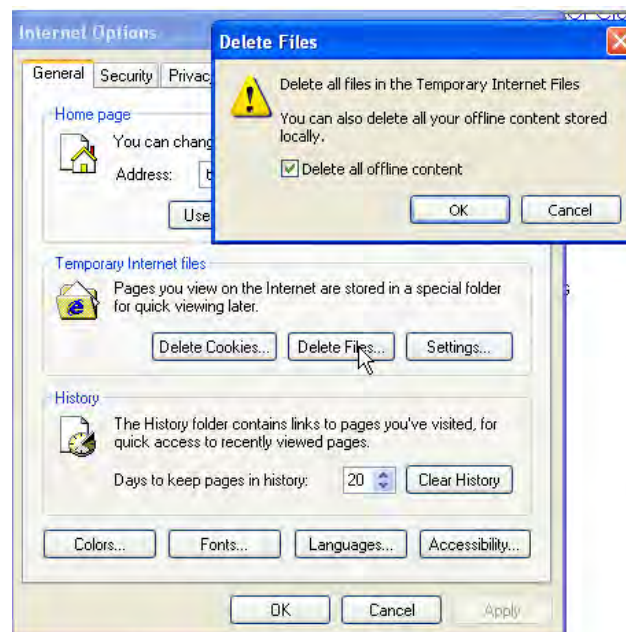 Internet Options
Delete Files
General Security Privac
Delete all files in the Temporary Internet Files
You can also delete all your offline content stored
locally.
Delete all offline content
OK Cancel
Home page
You can chang
Address:
Use
Temporary Internet files
Pages you view on the Internet are stored in a special folder
for quick viewing later.
Delete Cookies... Delete Files... Settings...
History
The History folder contains links to pages you've visited, for
quick access to recently viewed pages.
Days to keep pages in history: 20 Clear History
Colors... Fonts... Languages... Accessibility...
OK Cancel Apply